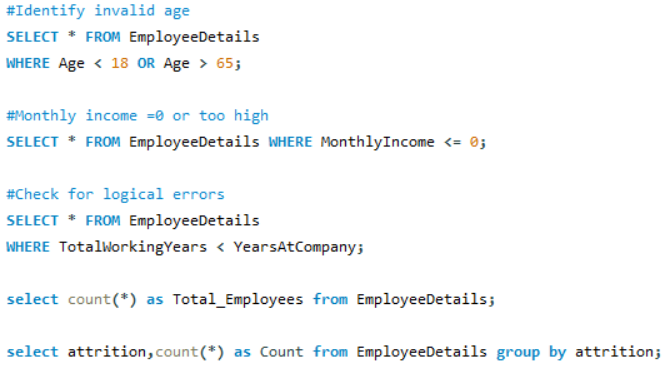 #Identify invalid age
SELECT * FROM EmployeeDetails
WHERE Age < 18 OR Age > 65;
#Monthly income =0 or too high
SELECT * FROM EmployeeDetails WHERE MonthlyIncome <= 0;
#Check for logical errors
SELECT * FROM EmployeeDetails
WHERE TotalWorkingYears < YearsAtCompany;
select count(*) as Total_Employees from EmployeeDetails;
select attrition,count(*) as Count from EmployeeDetails group by attrition;